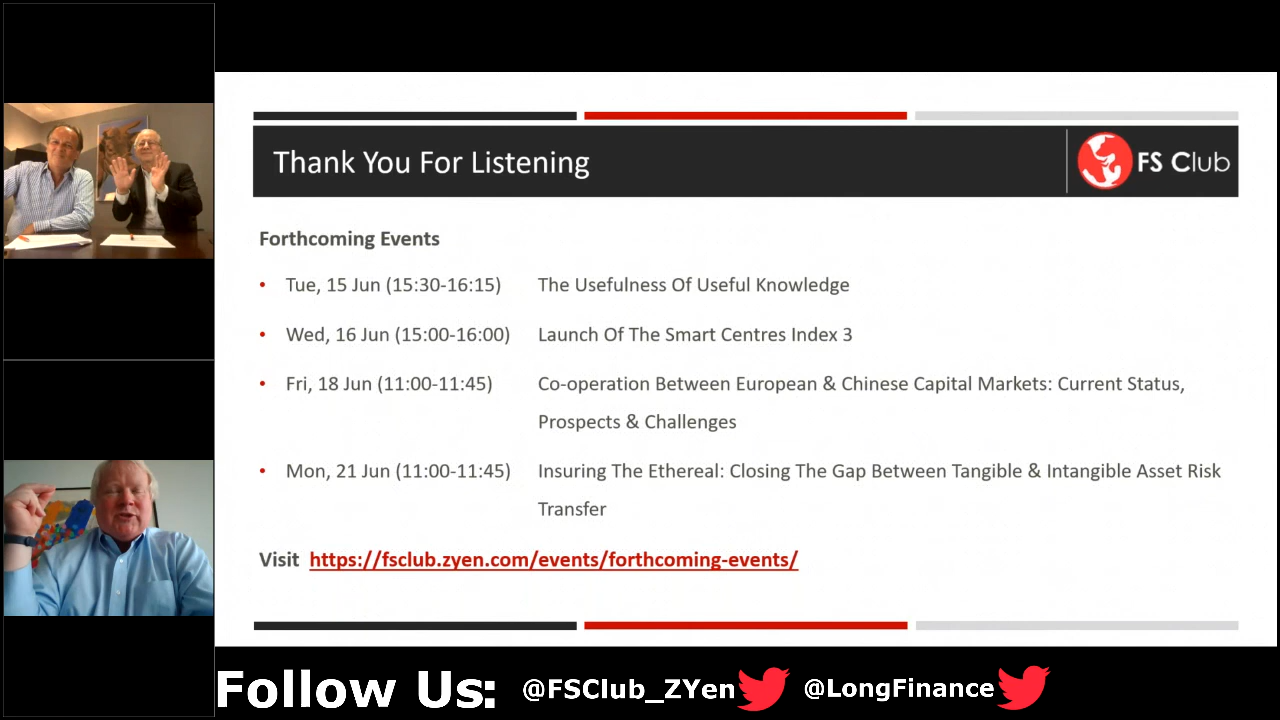 Thank You For Listening
FS Club
Forthcoming Events
• Tue, 15 Jun (15:30-16:15) The Usefulness Of Useful Knowledge
• Wed, 16 Jun (15:00-16:00) Launch Of The Smart Centres Index 3
• Fri, 18 Jun (11:00-11:45) Co-operation Between European & Chinese Capital Markets: Current Status,
Prospects & Challenges
• Mon, 21 Jun (11:00-11:45) Insuring The Ethereal: Closing The Gap Between Tangible & Intangible Asset Risk
Transfer
Visit https://fsclub.zyen.com/events/forthcoming-events/
Follow Us: @FSClub_ZYen @LongFinance